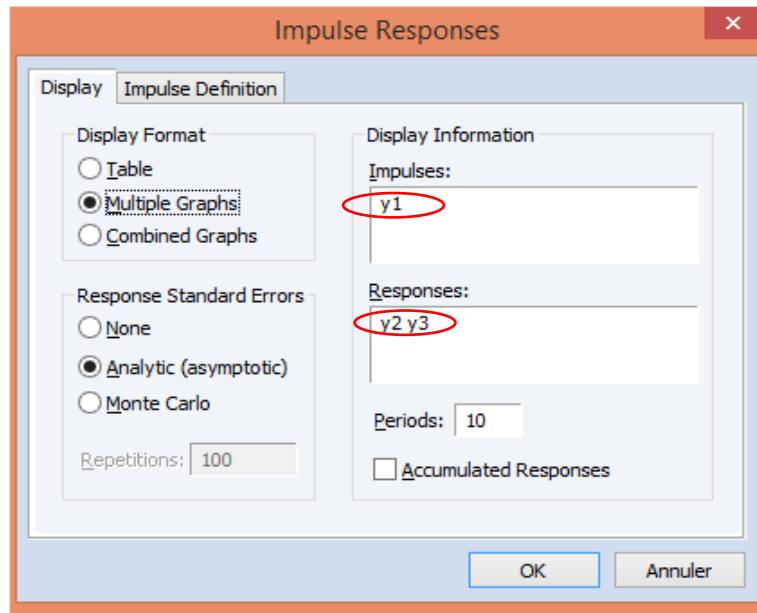 Impulse Responses
Display
Impulse Definition
Display Format
Table
Multiple Graphs
Combined Graphs
Response Standard Errors
None
Analytic (asymptotic)
Monte Carlo
Repetitions: 100
Display Information
Impulses:
y1
Responses:
y2 y3
Periods: 10
Accumulated Responses
OK
Annuler